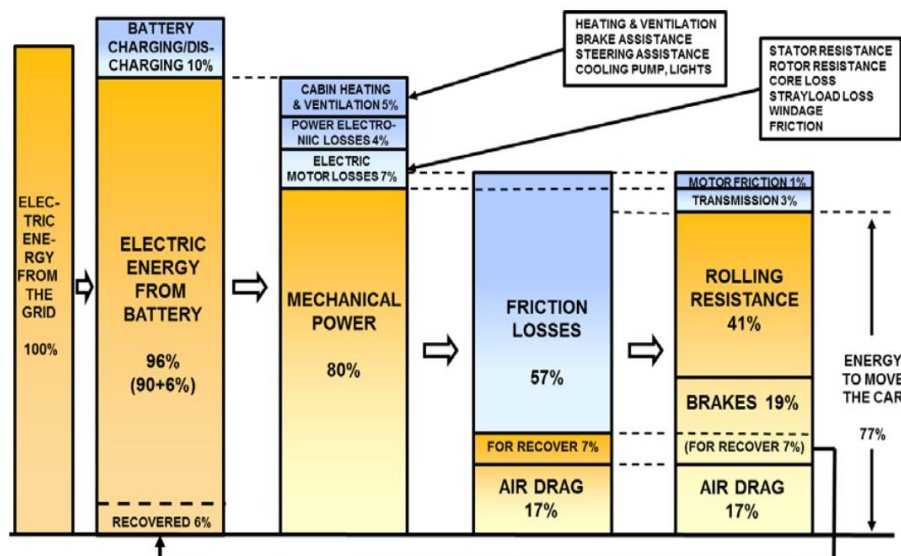 ELEC-
TRIC
ENE-
RGY
FROM
THE
GRID
100%
BATTERY
CHARGING/DIS-
CHARGING 10%
ELECTRIC
ENERGY
FROM
BATTERY
96%
(90+6%)
RECOVERED 6%
CABIN HEATING
& VENTILATION 5%
POWER ELECTRO-
NIIC LOSSES 4%
ELECTRIC
MOTOR LOSSES 7%
MECHANICAL
POWER
80%
HEATING & VENTILATION
BRAKE ASSISTANCE
STEERING ASSISTANCE
COOLING PUMP, LIGHTS
STATOR RESISTANCE
ROTOR RESISTANCE
CORE LOSS
STRAYLOAD LOSS
WINDAGE
FRICTION
FRICTION
LOSSES
57%
FOR RECOVER 7%
AIR DRAG
17%
MOTOR FRICTION 1%
TRANSMISSION 3%
ROLLING
RESISTANCE
41%
BRAKES 19%
(FOR RECOVER 7%)
AIR DRAG
17%
ENERGY
TO MOVE
THE CAR
77%